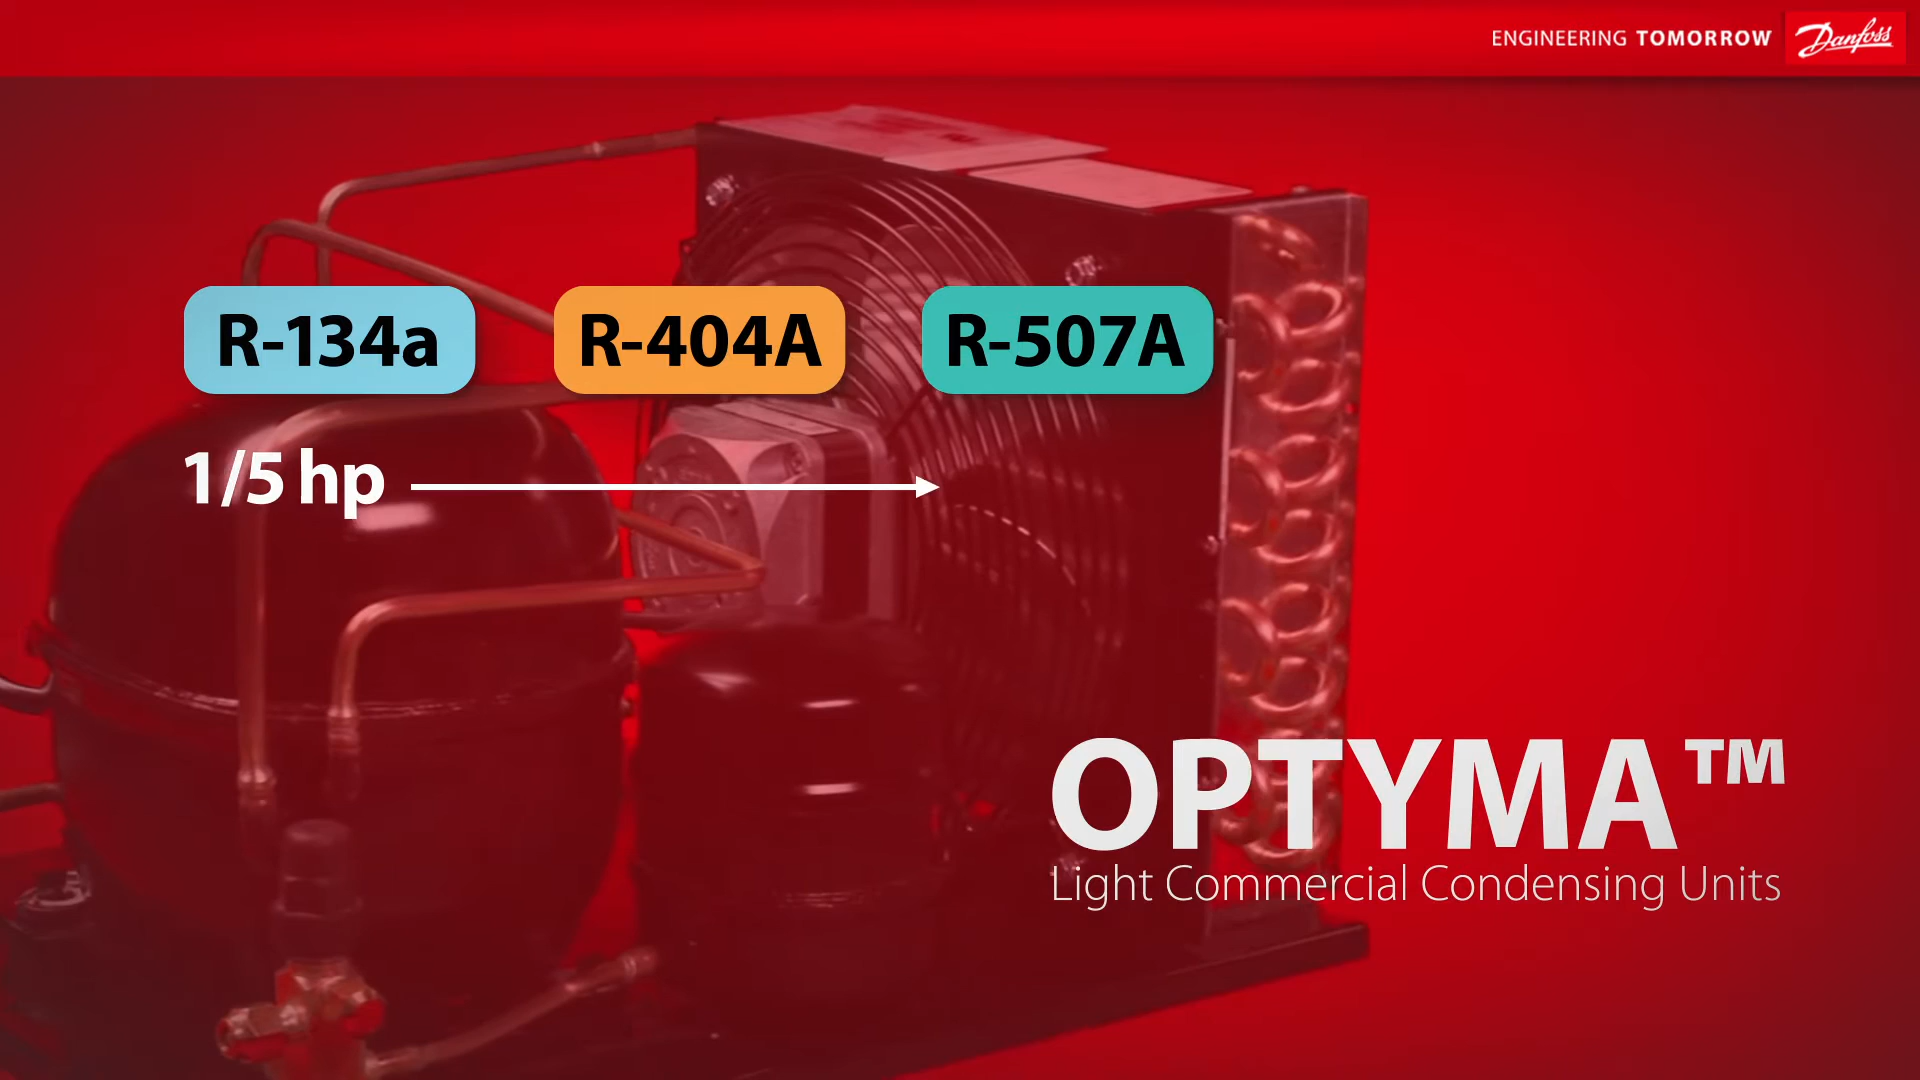 ENGINEERING TOMORROW
Danfoss
R-134a R-404A R-507A
1/5 hp
OPTYMA™
Light Commercial Condensing Units